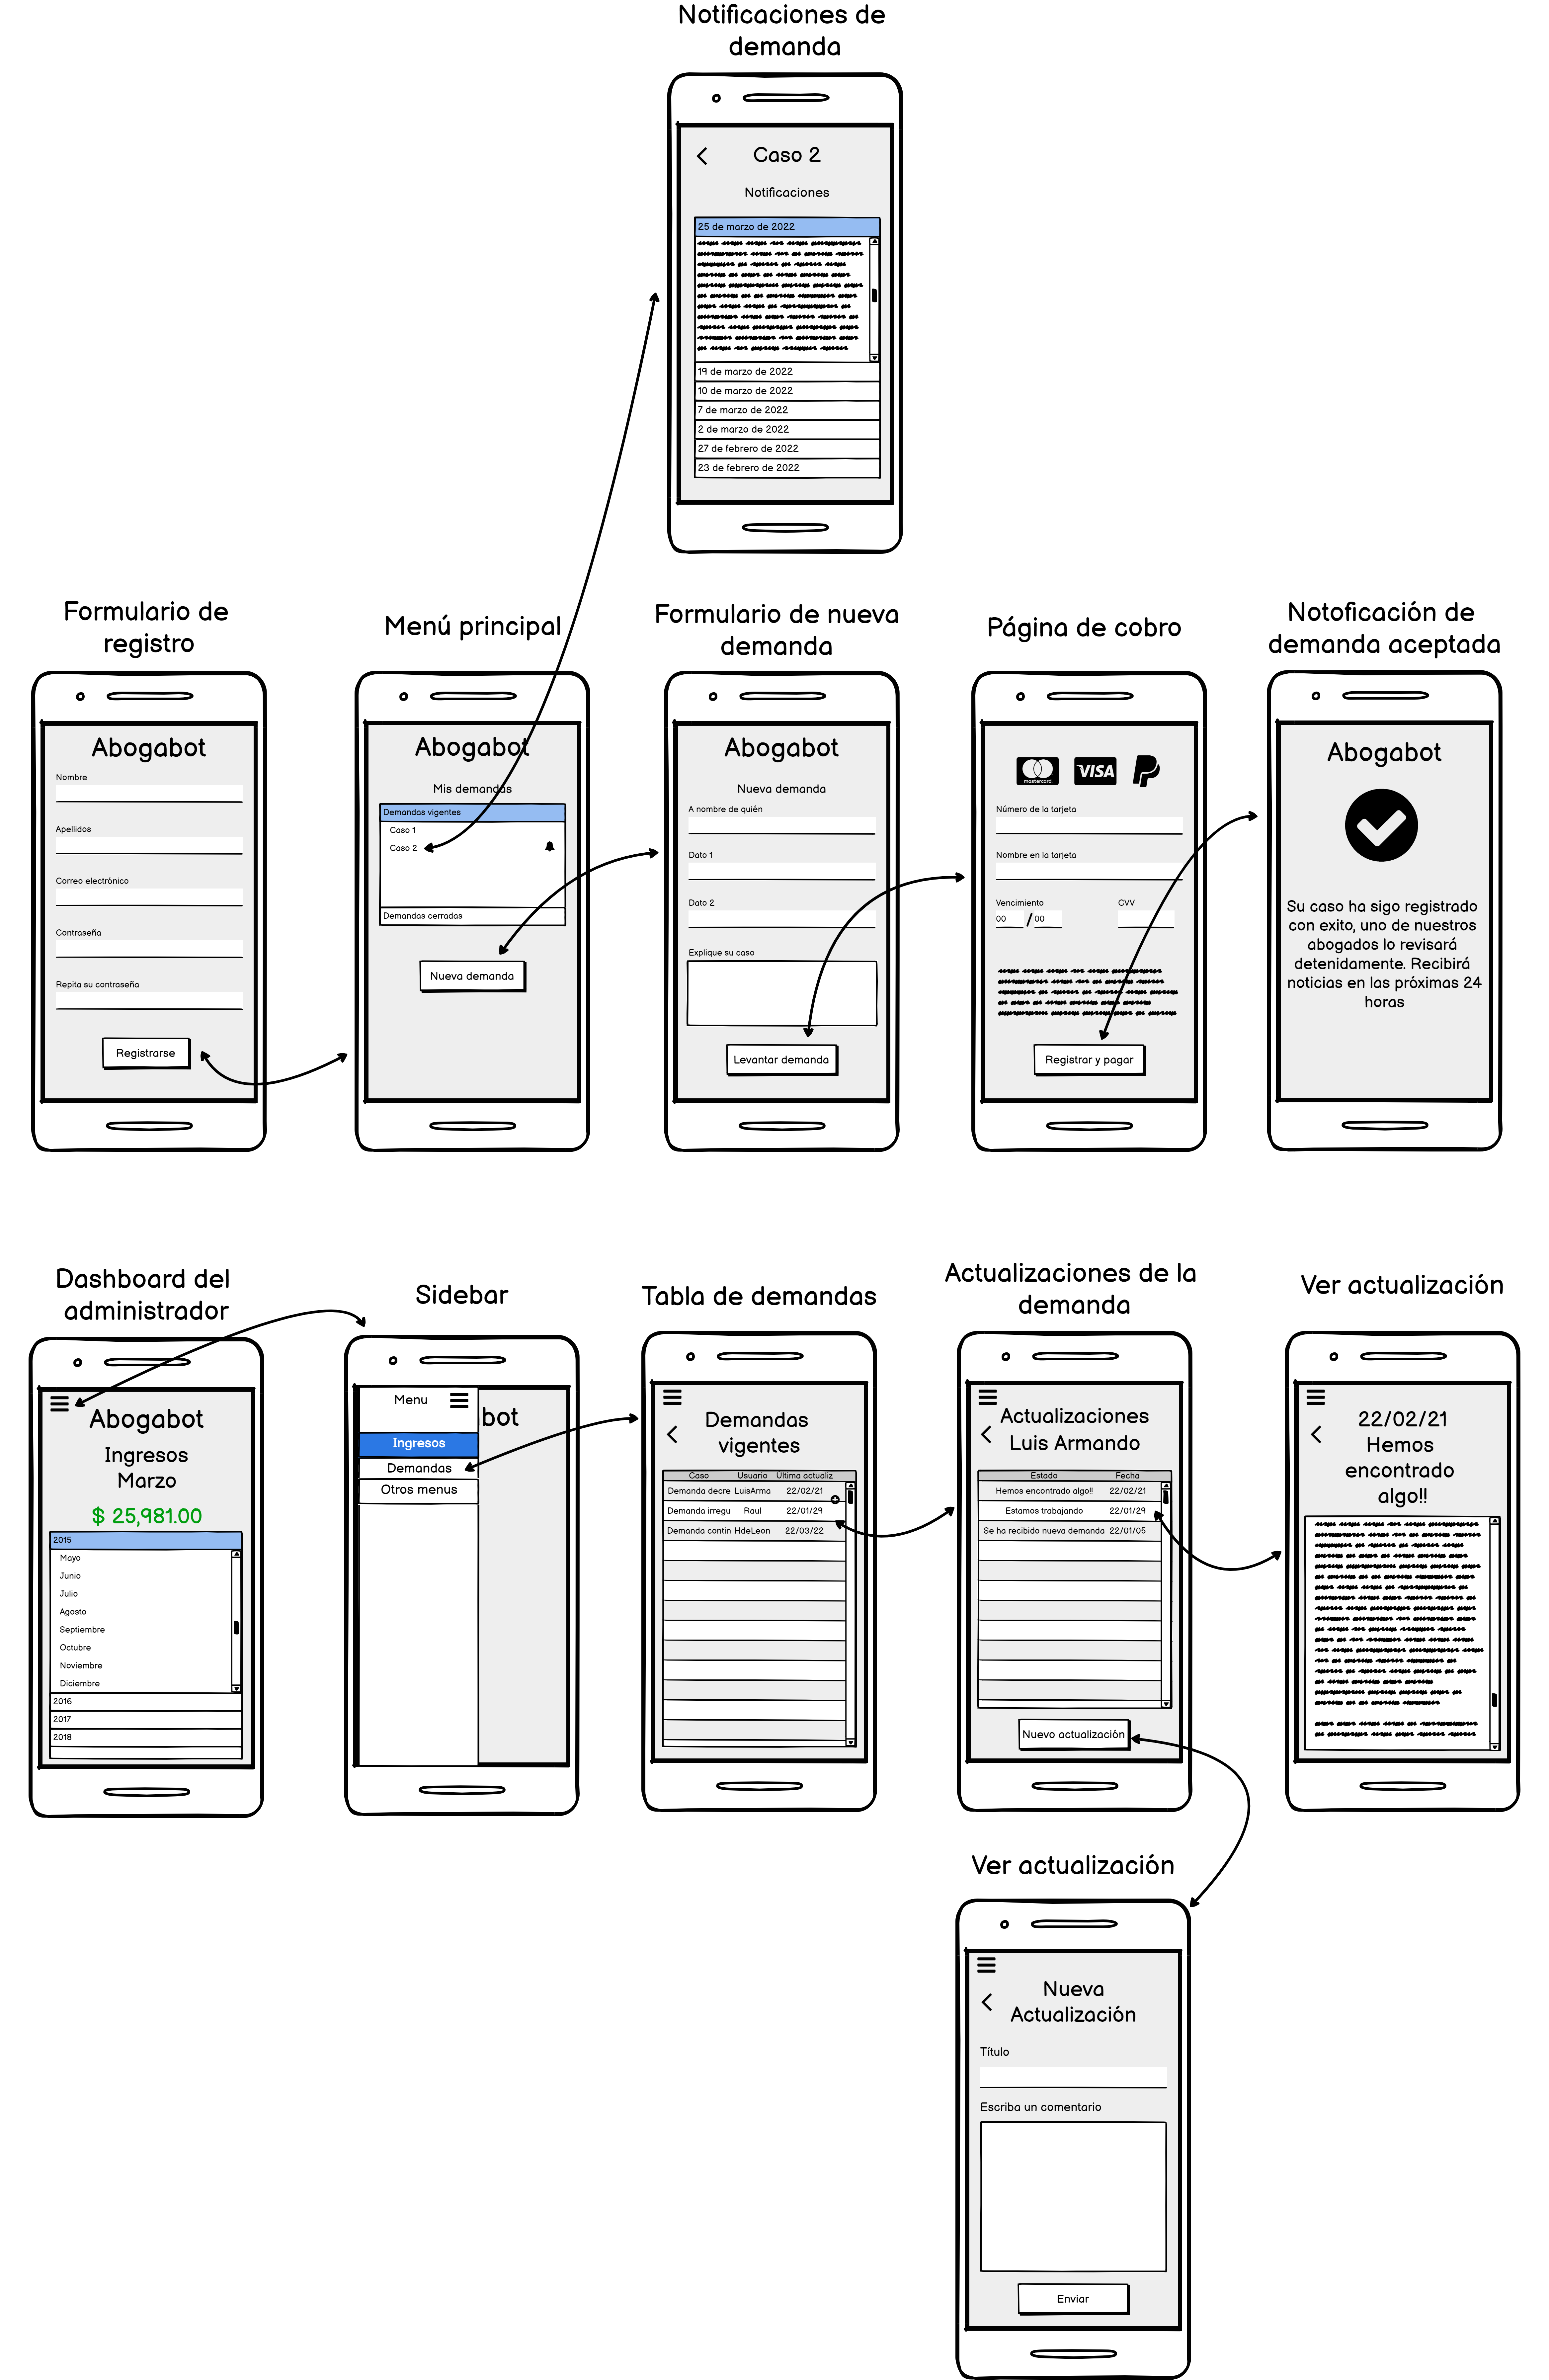 Notificaciones de
demanda
Caso 2
Notificaciones
25 de marzo de 2022
19 de marzo de 2022
10 de marzo de 2022
7 de marzo de 2022
2 de marzo de 2022
27 de febrero de 2022
23 de febrero de 2022
Formulario de
registro
Abogabot
Nombre
Apellidos
Correo electrónico
Contraseña
Repita su contraseña
Registrarse
Menú principal
Abogabot
Mis demandas
Demandas vigentes
Caso 1
Caso 2
Demandas cerradas
Nueva demanda
Formulario de nueva
demanda
Abogabot
Nueva demanda
A nombre de quién
Dato 1
Dato 2
Explique su caso
Levantar demanda
Página de cobro
mastercard VISA
Número de la tarjeta
Nombre en la tarjeta
Vencimiento CVV
00 / 00
Registrar y pagar
Notoficación de
demanda aceptada
Abogabot
Su caso ha sigo registrado
con exito, uno de nuestros
abogados lo revisará
detenidamente. Recibirá
noticias en las próximas 24
horas
Dashboard del
administrador
Abogabot
Ingresos
Marzo
$ 25,981.00
2015
Mayo
Junio
Julio
Agosto
Septiembre
Octubre
Noviembre
Diciembre
2016
2017
2018
Sidebar
Menu
bot
Ingresos
Demandas
Otros menus
Tabla de demandas
Demandas
vigentes
Caso Usuario Ultima actualiz
Demanda decre LuisArma 22/02/21
Demanda irregu Raul 22/01/29
Demanda contin HdeLeon 22/03/22
Actualizaciones de la
demanda
Actualizaciones
Luis Armando
Estado Fecha
Hemos encontrado algo!! 22/02/21
Estamos trabajando 22/01/29
Se ha recibido nueva demanda 22/01/05
Nuevo actualización
Ver actualización
22/02/21
Hemos
encontrado
algo!!
Ver actualización
Nueva
Actualización
Título
Escriba un comentario
Enviar